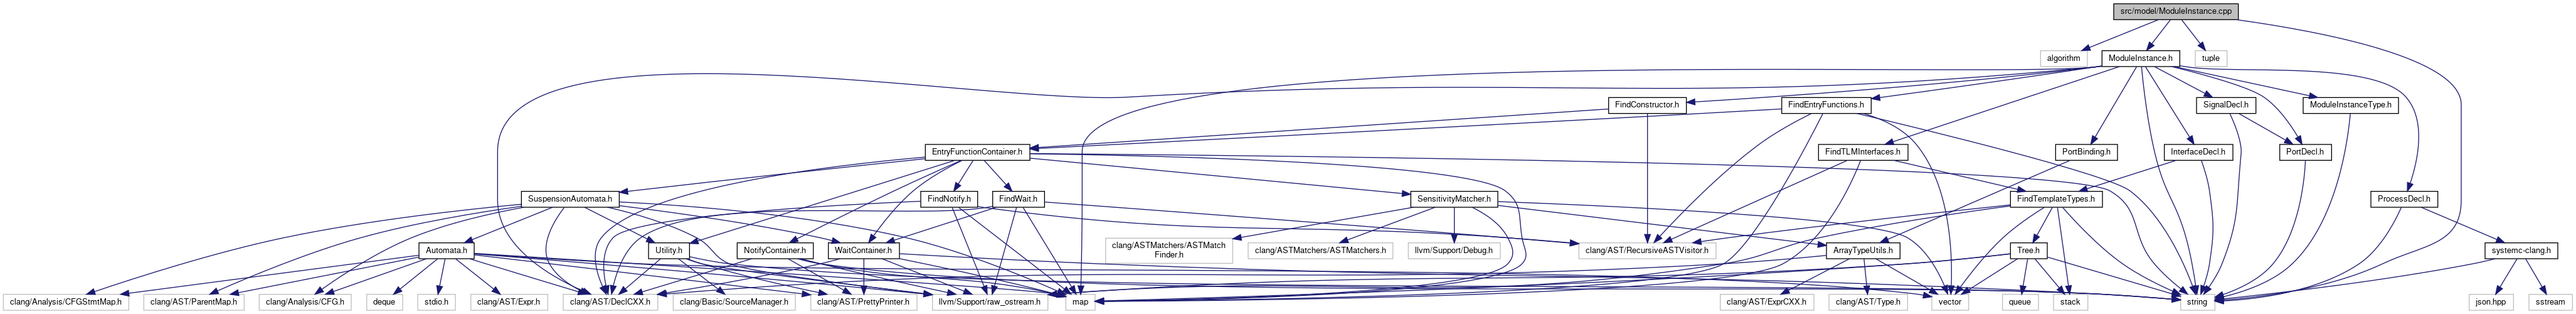 src/model/ModuleInstance.cpp
algorithm
ModuleInstance.h
tuple
FindConstructor.h
FindEntryFunctions.h
SignalDecl.h
ModuleInstanceType.h
EntryFunctionContainer.h
FindTLMInterfaces.h
PortBinding.h
InterfaceDecl.h
PortDecl.h
SuspensionAutomata.h
FindNotify.h
FindWait.h
SensitivityMatcher.h
FindTemplateTypes.h
ProcessDecl.h
Automata.h
Utility.h
NotifyContainer.h
WaitContainer.h
clang/ASTMatchers/ASTMatch
Finder.h
clang/ASTMatchers/ASTMatchers.h
llvm/Support/Debug.h
clang/AST/RecursiveASTVisitor.h
ArrayTypeUtils.h
Tree.h
systemc-clang.h
clang/Analysis/CFGStmtMap.h
clang/AST/ParentMap.h
clang/Analysis/CFG.h
deque
stdio.h
clang/AST/Expr.h
clang/AST/DeclCXX.h
clang/Basic/SourceManager.h
clang/AST/PrettyPrinter.h
llvm/Support/raw_ostream.h
map
clang/AST/ExprCXX.h
clang/AST/Type.h
vector
queue
stack
string
json.hpp
sstream